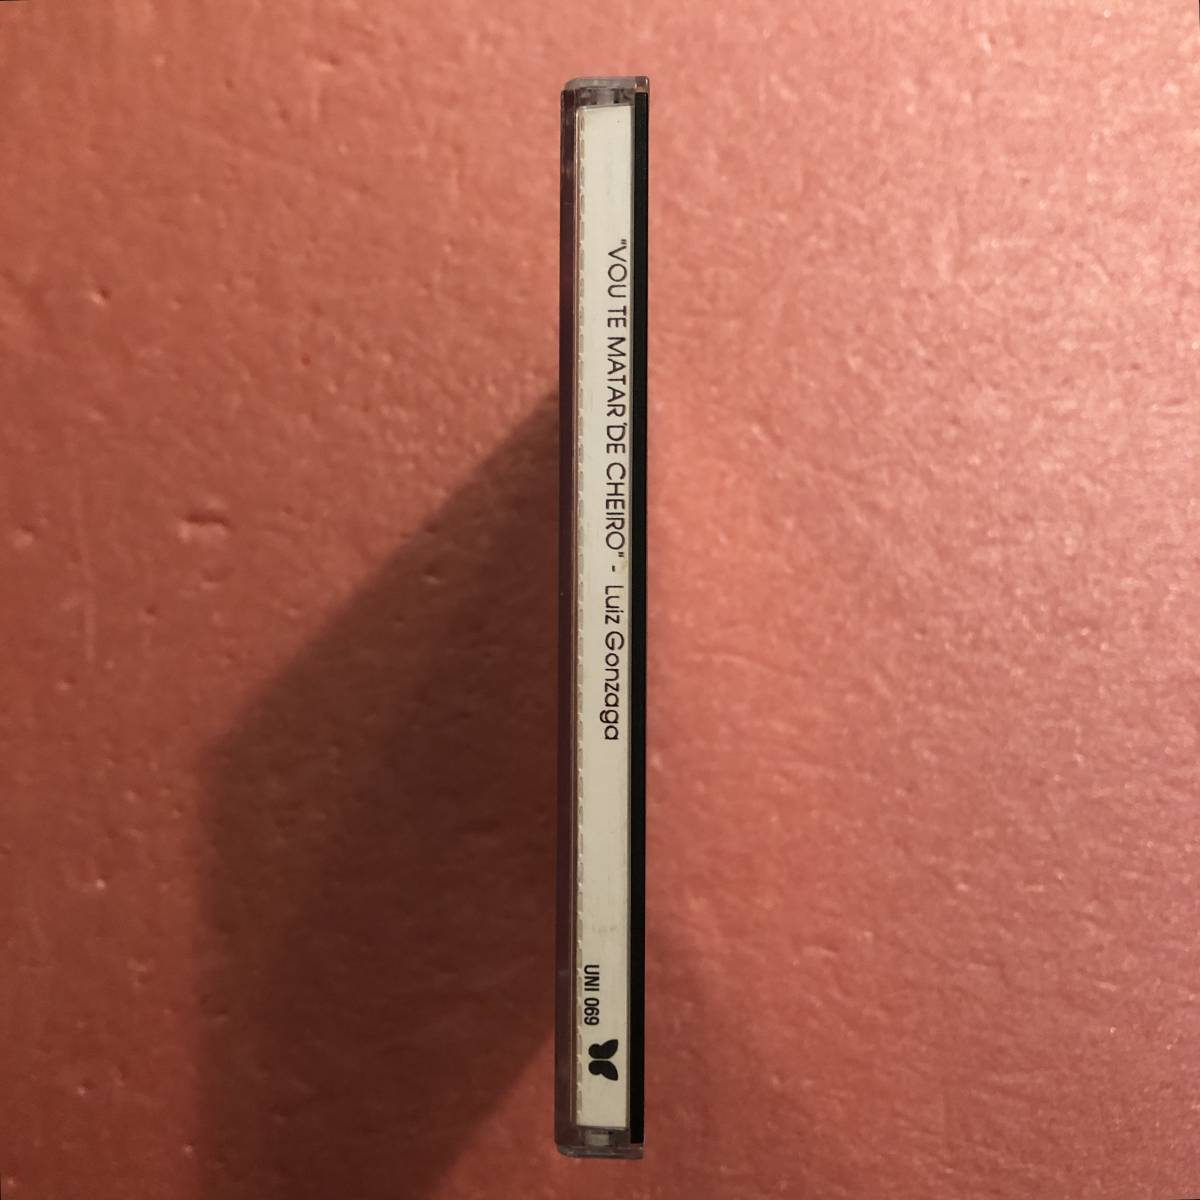 "VOU TE MATAR DE CHEIRO" - Luiz Gonzaga
UNI 069